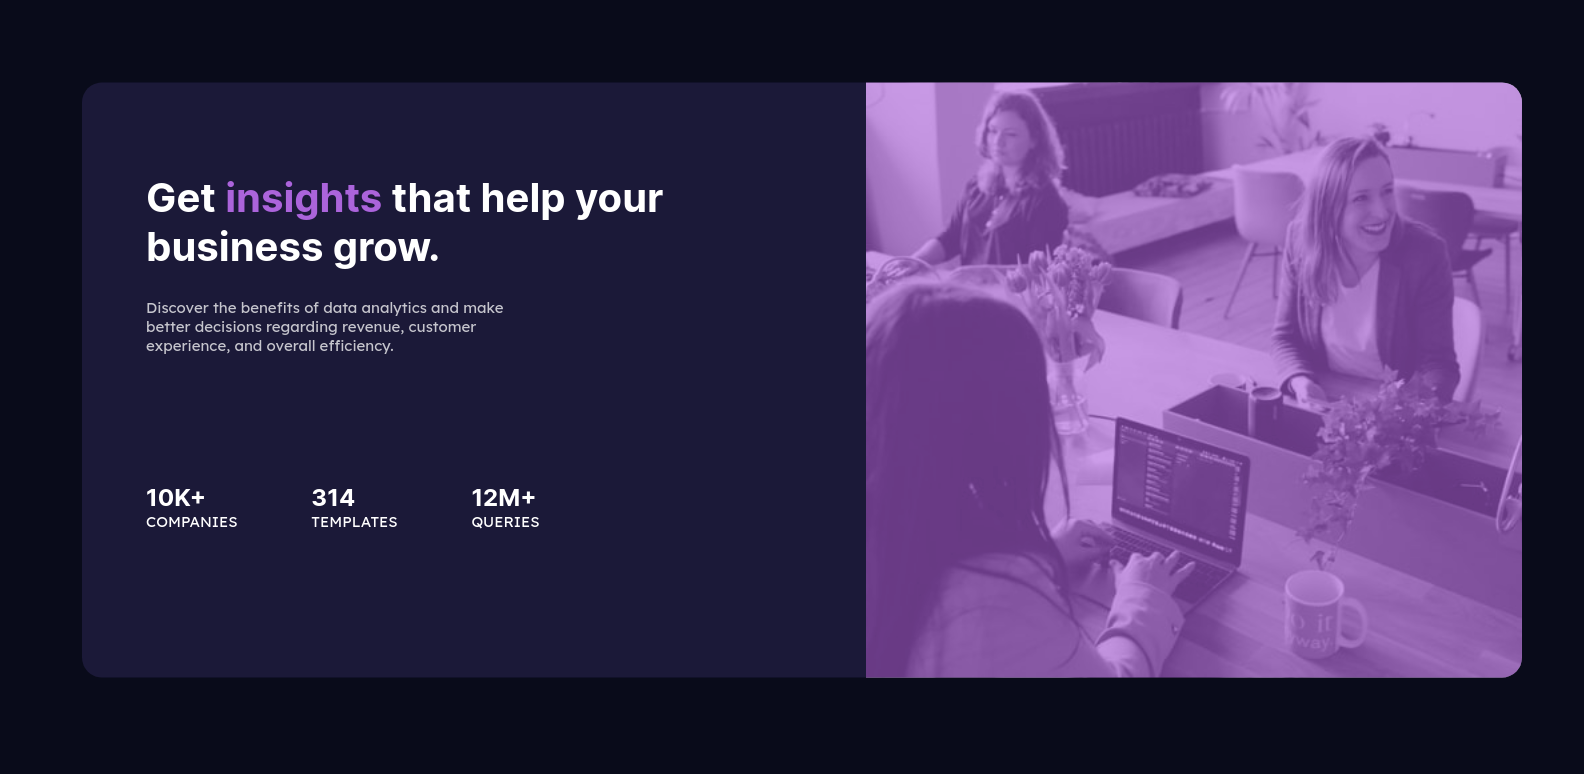 Get insights that help your
business grow.
Discover the benefits of data analytics and make
better decisions regarding revenue, customer
experience, and overall efficiency.
10K+ 314 12M+
COMPANIES TEMPLATES QUERIES